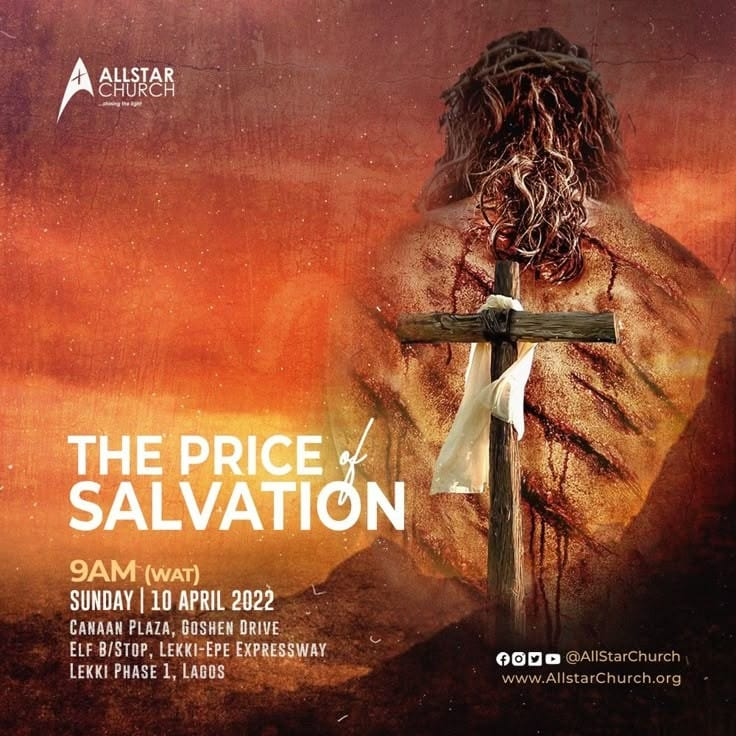 ALLSTAR
CHURCH
...shining the light
THE PRICE of
SALVATION
9AM (WAT)
SUNDAY | 10 APRIL 2022
CANAAN PLAZA, GOSHEN DRIVE
ELF B/STOP, LEKKI-EPE EXPRESSWAY
LEKKI PHASE 1, LAGOS
@AllStarChurch
www.AllstarChurch.org